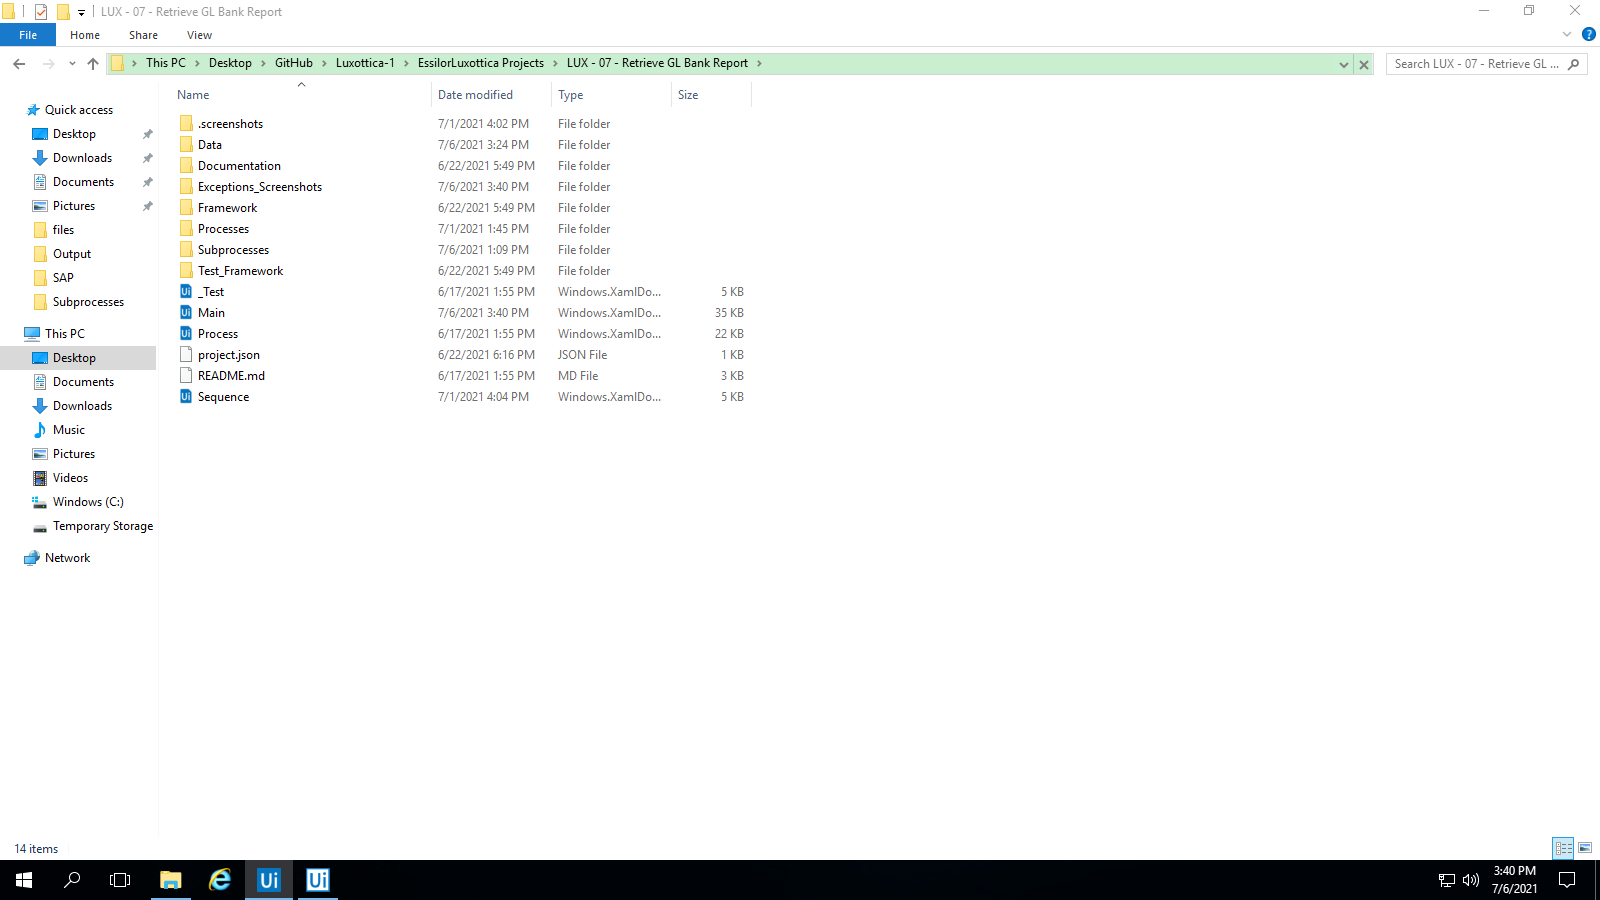 LUX - 07 - Retrieve GL Bank Report
File Home Share View
This PC Desktop GitHub Luxottica-1 EssilorLuxottica Projects LUX - 07 - Retrieve GL Bank Report
Search LUX - 07 - Retrieve GL ...
Quick access
Desktop
Downloads
Documents
Pictures
files
Output
SAP
Subprocesses
This PC
Desktop
Documents
Downloads
Music
Pictures
Videos
Windows (C:)
Temporary Storage
Network
Name Date modified Type Size
.screenshots 7/1/2021 4:02 PM File folder
Data 7/6/2021 3:24 PM File folder
Documentation 6/22/2021 5:49 PM File folder
Exceptions_Screenshots 7/6/2021 3:40 PM File folder
Framework 6/22/2021 5:49 PM File folder
Processes 7/1/2021 1:45 PM File folder
Subprocesses 7/6/2021 1:09 PM File folder
Test_Framework 6/22/2021 5:49 PM File folder
Ui _Test 6/17/2021 1:55 PM Windows.XamlDo... 5 KB
Ui Main 7/6/2021 3:40 PM Windows.XamlDo... 35 KB
Ui Process 6/17/2021 1:55 PM Windows.XamlDo... 22 KB
project.json 6/22/2021 6:16 PM JSON File 1 KB
README.md 6/17/2021 1:55 PM MD File 3 KB
Ui Sequence 7/1/2021 4:04 PM Windows.XamlDo... 5 KB
14 items
Ui Ui
3:40 PM
7/6/2021